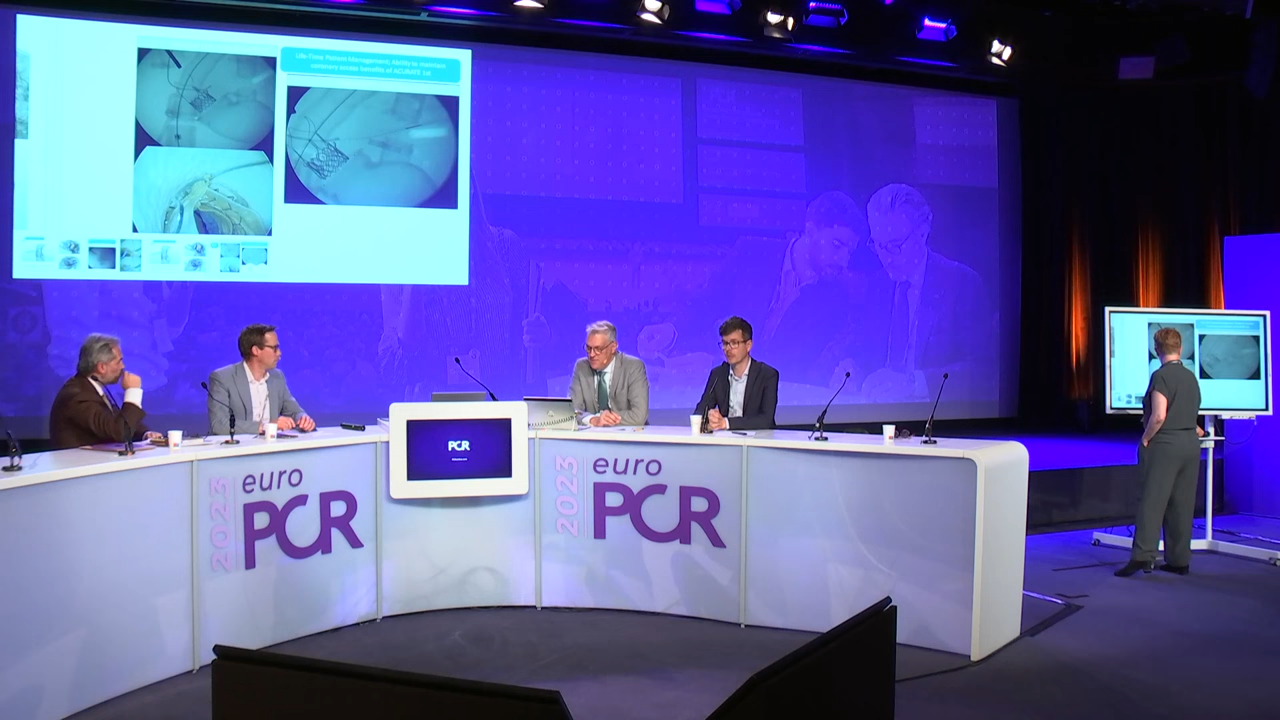 Life Time Patient Management; Ability to maintain
coronary access benefits of ACURATE
PCR
2023
euro
PCR
2023
euro
PCR